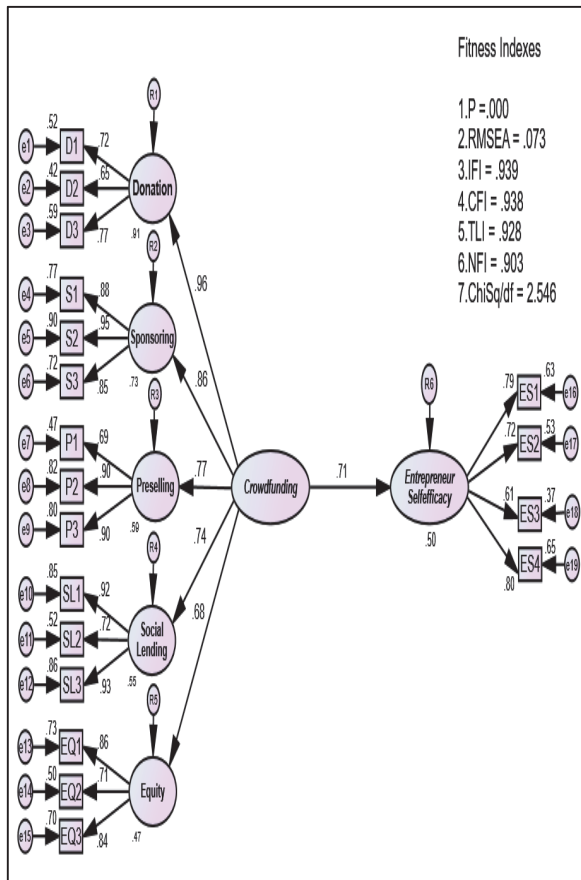 Fitness Indexes
1.P =.000
2.RMSEA = .073
3.IFI = .939
4.CFI = .938
5.TLI = .928
6.NFI = .903
7.ChiSq/df = 2.546
R1
.52
e1 D1 .72
.42
e2 D2 .65 Donation
.59
e3 D3 .77
.91
R2
.96
.77
e4 S1 .88
.90
e5 S2 .95 Sponsoring
.72
e6 S3 .85
.73
.86
R3
.47
e7 P1 .69
.82
e8 P2 .90 Preselling .77 Crowdfunding .71
.80
e9 P3 .90
.59
R4
.74
.85
e10 SL1 .92
.52
e11 SL2 .72 Social
Lending
.86
e12 SL3 .93
.55
R5
.68
.73
e13 EQ1 .86
.50
e14 EQ2 .71 Equity
.70
e15 EQ3 .84
.47
R6
Entrepreneur
Selfefficacy
.50
.79 ES1 .63 e16
.72 ES2 .53 e17
.61 ES3 .37 e18
.80 ES4 .65 e19